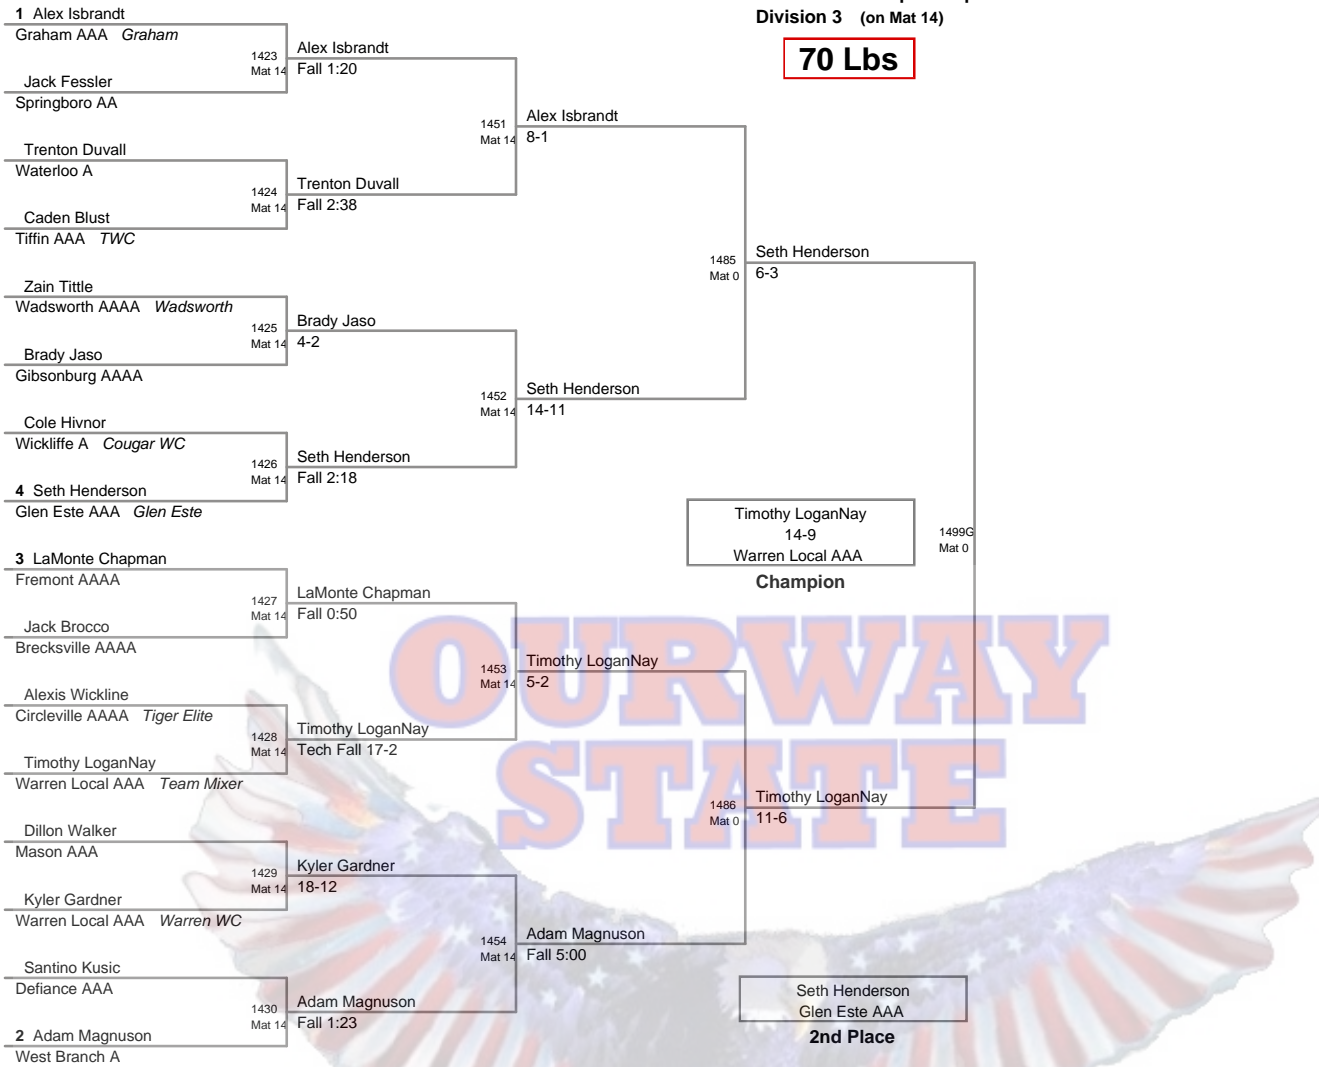 Division 3 (on Mat 14)
70 Lbs
1 Alex Isbrandt
Graham AAA Graham
Jack Fessler
Springboro AA
Trenton Duvall
Waterloo A
Caden Blust
Tiffin AAA TWC
Zain Tittle
Wadsworth AAAA Wadsworth
Brady Jaso
Gibsonburg AAAA
Cole Hivnor
Wickliffe A Cougar WC
4 Seth Henderson
Glen Este AAA Glen Este
3 LaMonte Chapman
Fremont AAAA
Jack Brocco
Brecksville AAAA
Alexis Wickline
Circleville AAAA Tiger Elite
Timothy LoganNay
Warren Local AAA Team Mixer
Dillon Walker
Mason AAA
Kyler Gardner
Warren Local AAA Warren WC
Santino Kusic
Defiance AAA
2 Adam Magnuson
West Branch A
1423
Mat 14
Alex Isbrandt
Fall 1:20
1424
Mat 14
Trenton Duvall
Fall 2:38
1425
Mat 14
Brady Jaso
4-2
1426
Mat 14
Seth Henderson
Fall 2:18
1427
Mat 14
LaMonte Chapman
Fall 0:50
1428
Mat 14
Timothy LoganNay
Tech Fall 17-2
1429
Mat 14
Kyler Gardner
18-12
1430
Mat 14
Adam Magnuson
Fall 1:23
1451
Mat 14
Alex Isbrandt
8-1
1452
Mat 14
Seth Henderson
14-11
1453
Mat 14
Timothy LoganNay
5-2
1454
Mat 14
Adam Magnuson
Fall 5:00
1485
Mat 0
Seth Henderson
6-3
1486
Mat 0
Timothy LoganNay
11-6
1499G
Mat 0
Timothy LoganNay
14-9
Warren Local AAA
Champion
Seth Henderson
Glen Este AAA
2nd Place
OURWAY
STATE